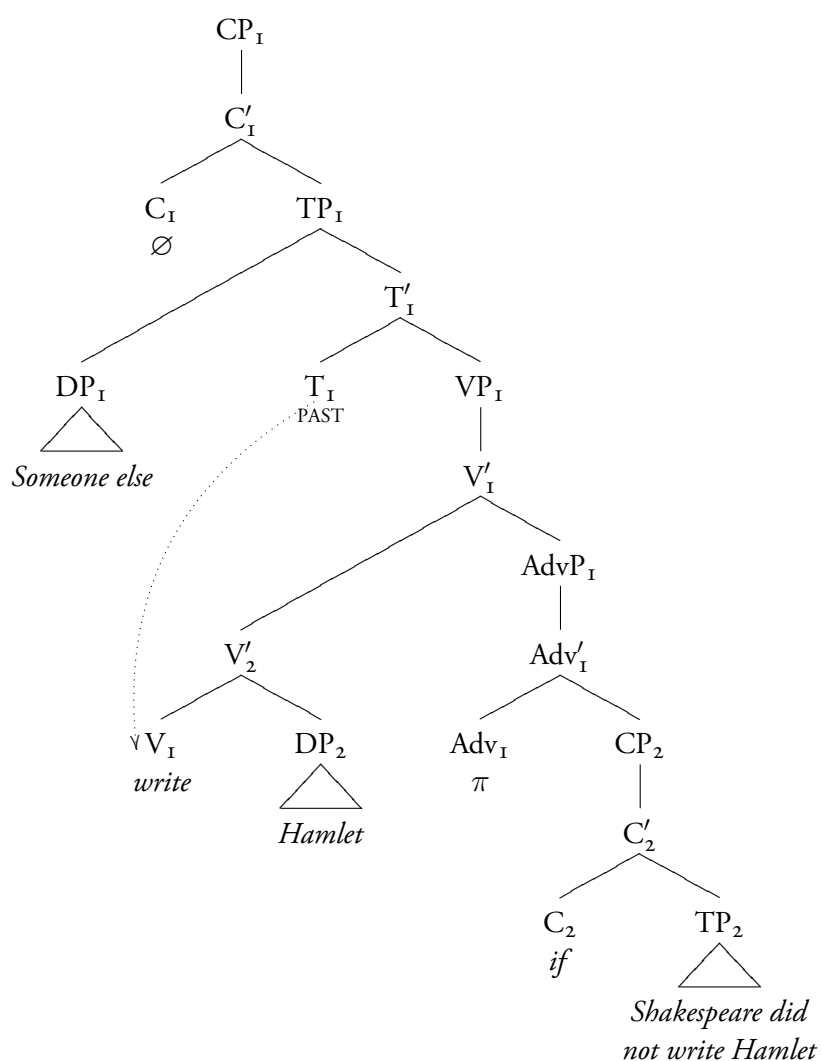 CP₁
C′₁
C₁ TP₁
∅
T′₁
DP₁ T₁ VP₁
PAST
Someone else V′₁
AdvP₁
V′₂ Adv′₁
V₁ DP₂ Adv₁ CP₂
write π
Hamlet C′₂
C₂ TP₂
if
Shakespeare did
not write Hamlet